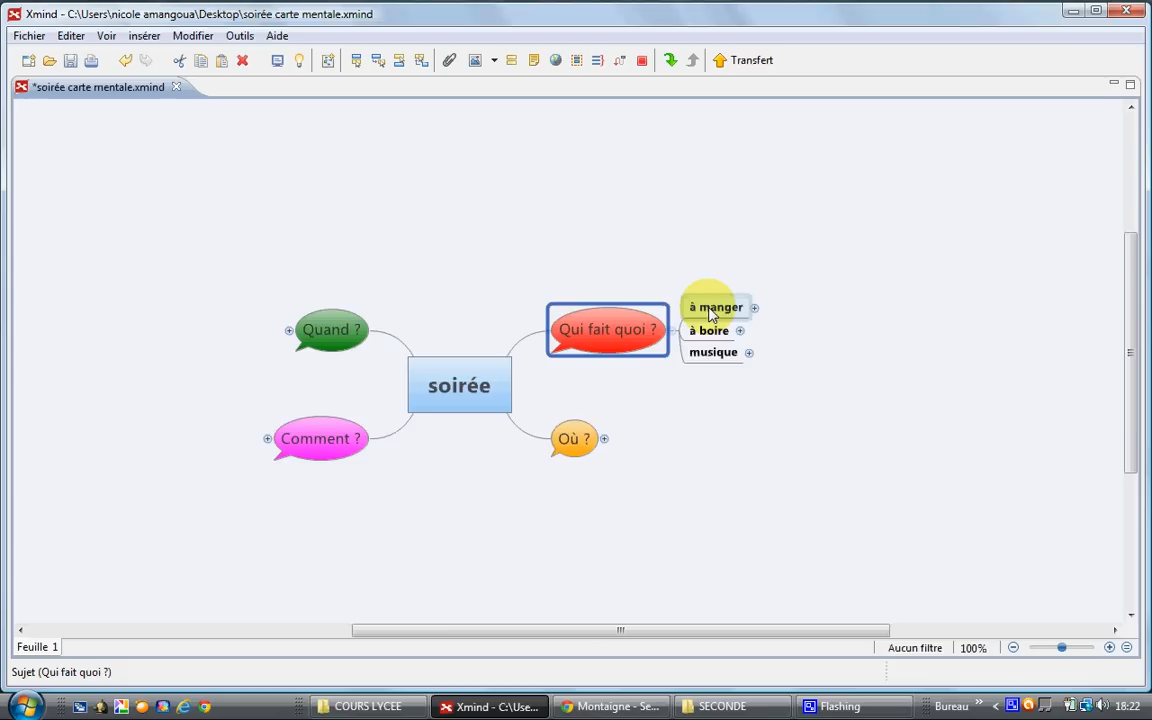 Xmind - C:\Users\nicole amangoua\Desktop\soirée carte mentale.xmind
Fichier Editer Voir insérer Modifier Outils Aide
Transfert
*soirée carte mentale.xmind
à manger
Quand ? Qui fait quoi ? à boire
musique
soirée
Comment ? Où ?
Feuille 1 Aucun filtre 100%
Sujet (Qui fait quoi ?)
COURS LYCEE Xmind - C:\Use... Montaigne - Se... SECONDE Flashing Bureau 18:22